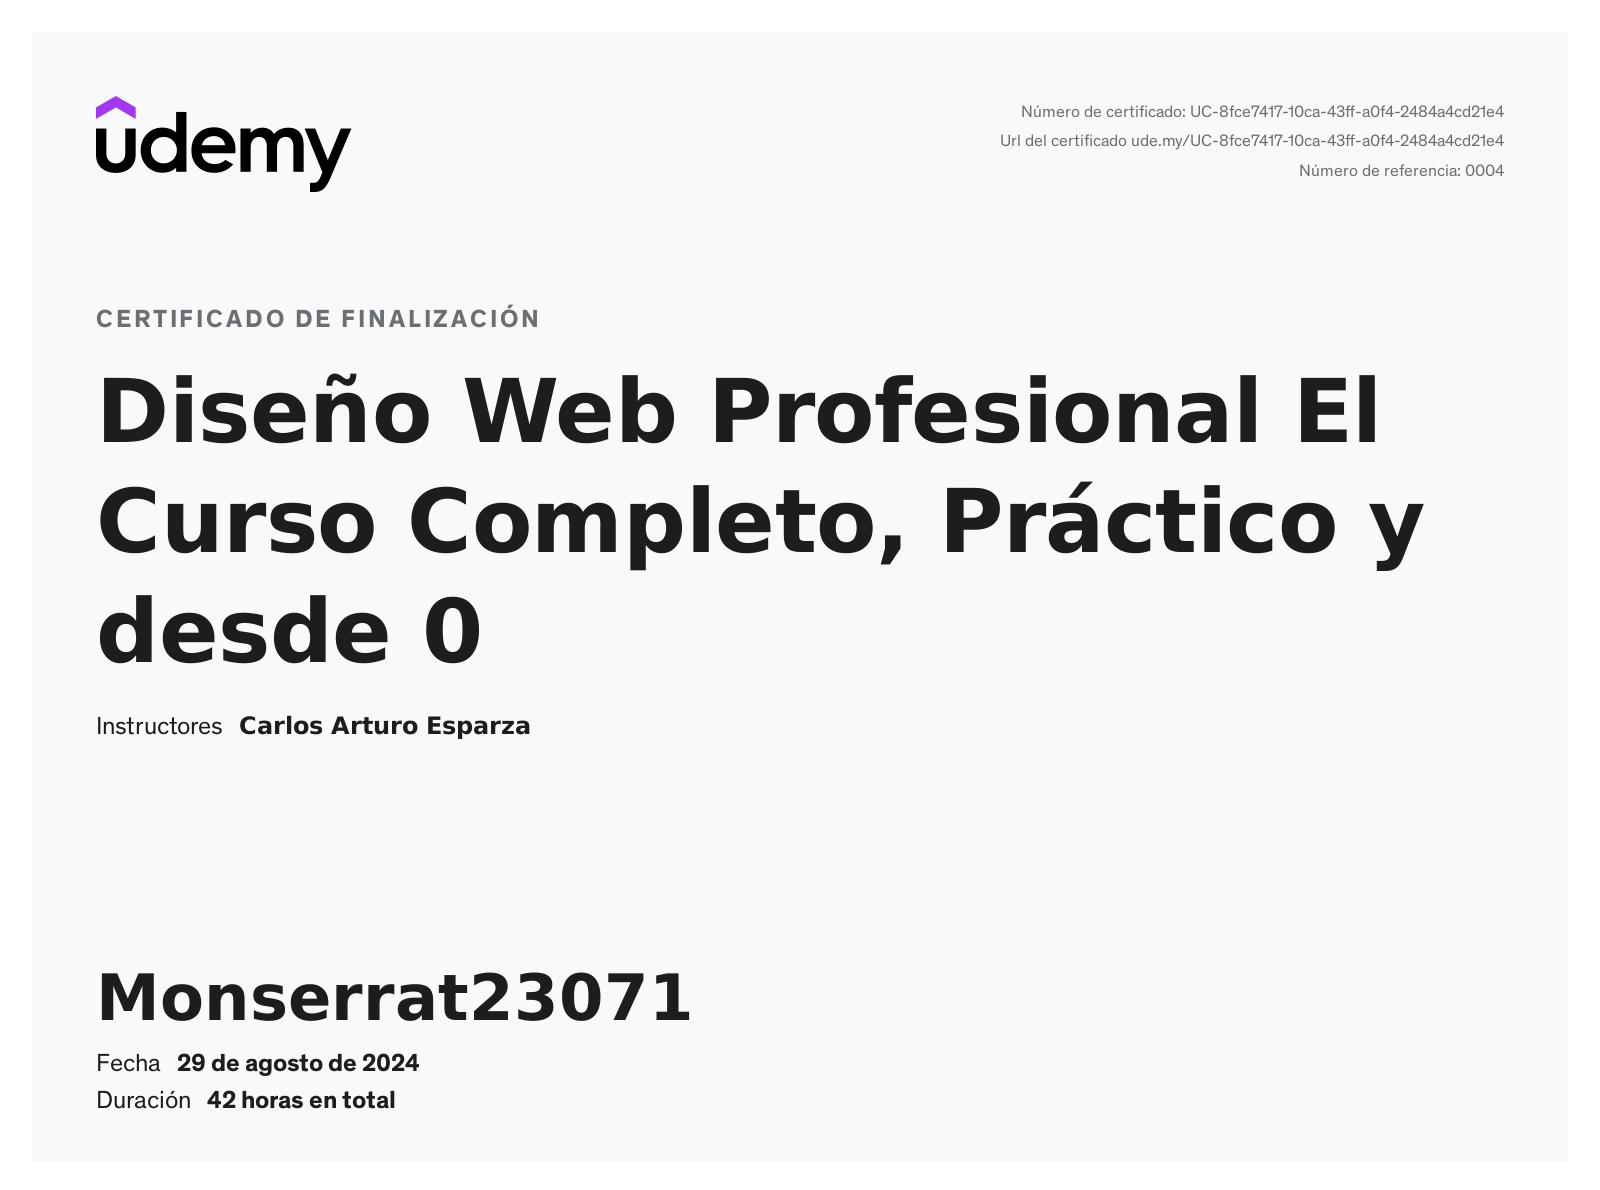 udemy
Número de certificado: UC-8fce7417-10ca-43ff-a0f4-2484a4cd21e4
Url del certificado ude.my/UC-8fce7417-10ca-43ff-a0f4-2484a4cd21e4
Número de referencia: 0004
CERTIFICADO DE FINALIZACIÓN
Diseño Web Profesional El
Curso Completo, Práctico y
desde 0
Instructores Carlos Arturo Esparza
Monserrat23071
Fecha 29 de agosto de 2024
Duración 42 horas en total